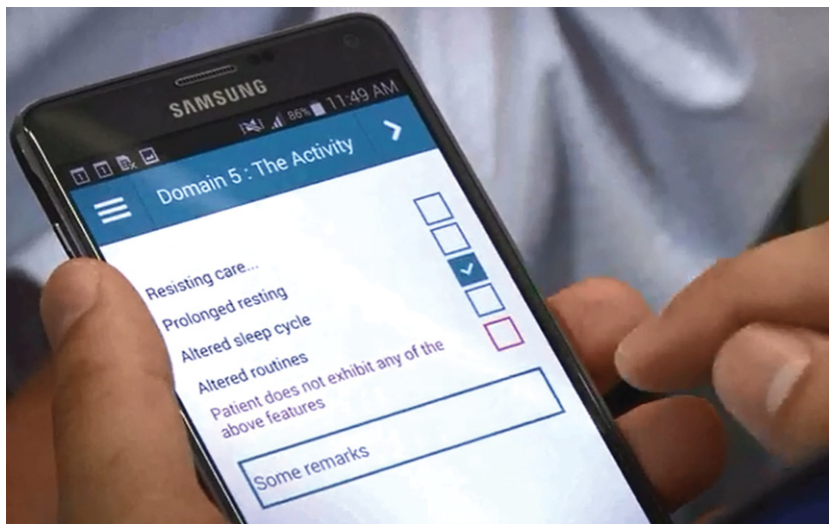 SAMSUNG
86% 11:49 AM
Domain 5 : The Activity
Resisting care...
Prolonged resting
Altered sleep cycle
Altered routines
Patient does not exhibit any of the
above features
Some remarks